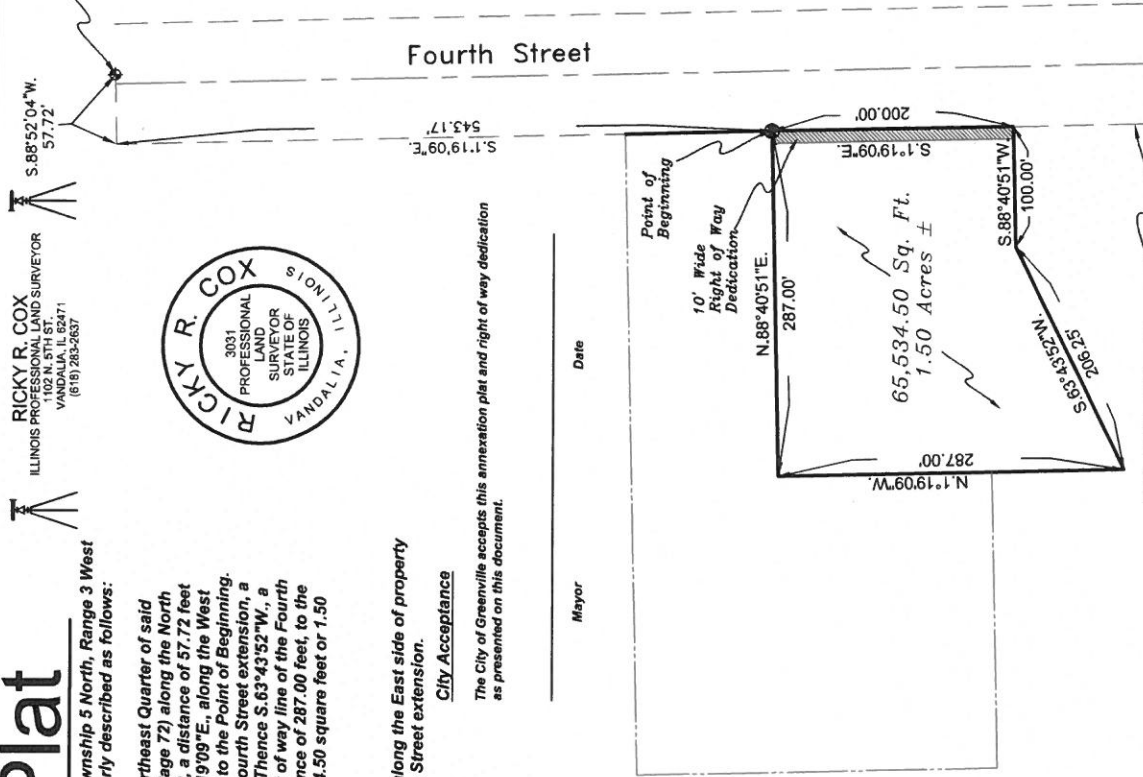 Plat
RICKY R. COX
ILLINOIS PROFESSIONAL LAND SURVEYOR
1102 N. 5TH ST.
VANDALIA, IL 62471
(618) 283-2637
S.88°52'04"W.
57.72'
wnship 5 North, Range 3 West
rly described as follows:
rtheast Quarter of said
age 72) along the North
, a distance of 57.72 feet
19'09"E., along the West
to the Point of Beginning.
ourth Street extension, a
Thence S.63°43'52"W., a
of way line of the Fourth
nce of 287.00 feet, to the
4.50 square feet or 1.50
long the East side of property
Street extension.
RICKY R. COX
3031
PROFESSIONAL
LAND
SURVEYOR
STATE OF
ILLINOIS
VANDALIA, ILLINOIS
City Acceptance
The City of Greenville accepts this annexation plat and right of way dedication
as presented on this document.
Mayor
Date
Fourth Street
S.1°19'09"E.
543.17'
Point of
Beginning
10' Wide
Right of Way
Dedication
N.88°40'51"E.
287.00'
S.1°19'09"E.
200.00'
65,534.50 Sq. Ft.
1.50 Acres ±
S.88°40'51"W.
100.00'
S.63°43'52"W.
206.25'
N.1°19'09"W.
287.00'